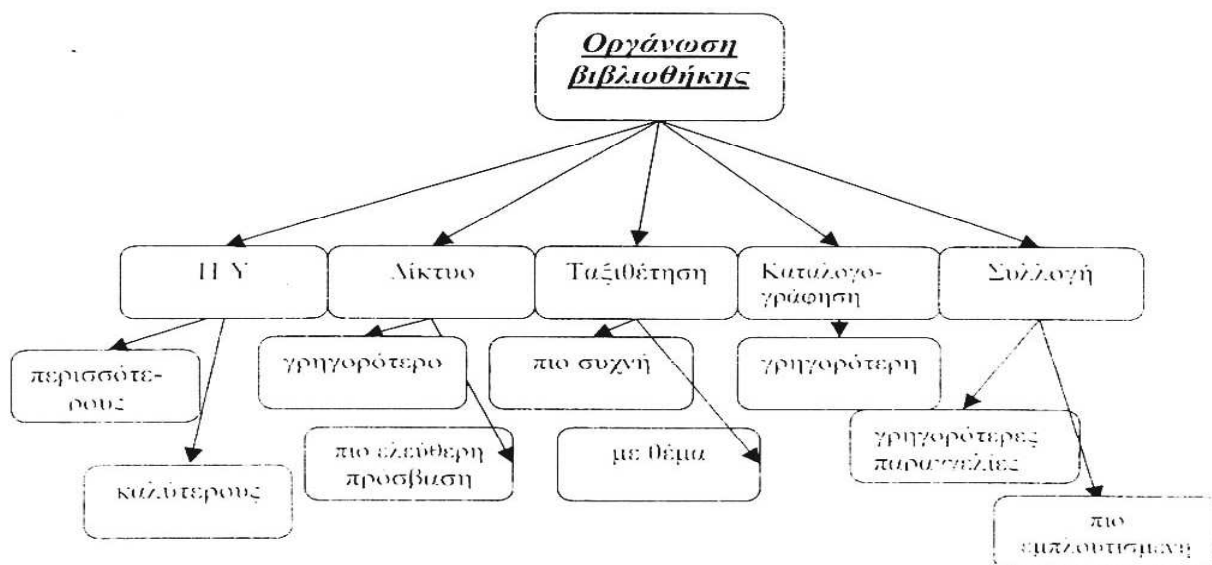 Οργάνωση
βιβλιοθήκης
Η Υ
Δίκτυο
Ταξιθέτηση
Καταλογο-
γράφηση
Συλλογή
περισσότε-
ρους
καλύτερους
γρηγορότερο
πιο ελεύθερη
πρόσβαση
πιο συχνή
με θέμα
γρηγορότερη
γρηγορότερες
παραγγελίες
πιο
εμπλουτισμένη